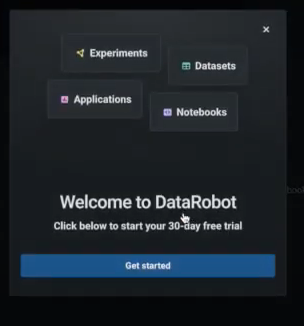 Experiments
Datasets
Applications
Notebooks
Welcome to DataRobot
Click below to start your 30-day free trial
Get started